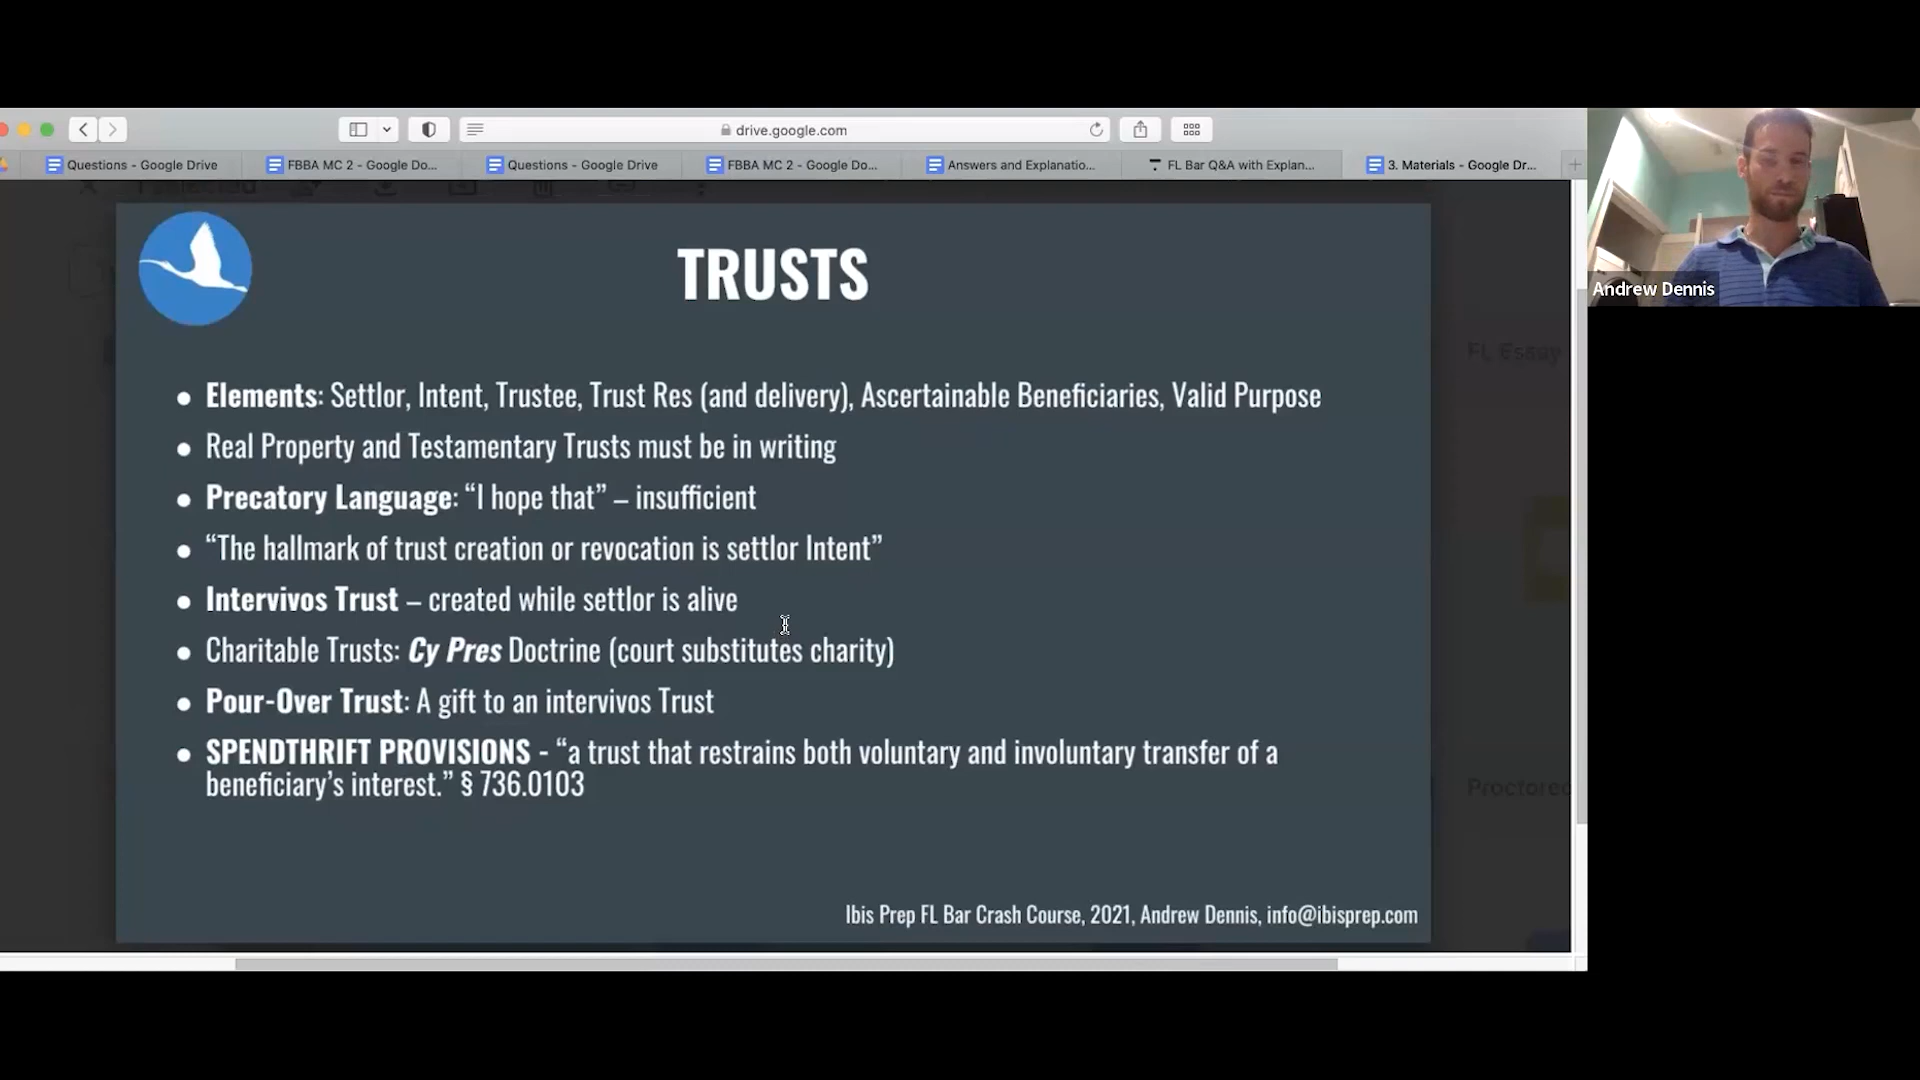 drive.google.com
Questions - Google Drive
FBBA MC 2 - Google Do...
Questions - Google Drive
FBBA MC 2 - Google Do...
Answers and Explanatio...
FL Bar Q&A with Explan...
3. Materials - Google Dr...
TRUSTS
Andrew Dennis
FL Essay
● Elements: Settlor, Intent, Trustee, Trust Res (and delivery), Ascertainable Beneficiaries, Valid Purpose
● Real Property and Testamentary Trusts must be in writing
● Precatory Language: “I hope that” – insufficient
● “The hallmark of trust creation or revocation is settlor Intent”
● Intervivos Trust – created while settlor is alive
● Charitable Trusts: Cy Pres Doctrine (court substitutes charity)
● Pour-Over Trust: A gift to an intervivos Trust
● SPENDTHRIFT PROVISIONS - “a trust that restrains both voluntary and involuntary transfer of a
beneficiary’s interest.” § 736.0103
Proctored
Ibis Prep FL Bar Crash Course, 2021, Andrew Dennis, info@ibisprep.com